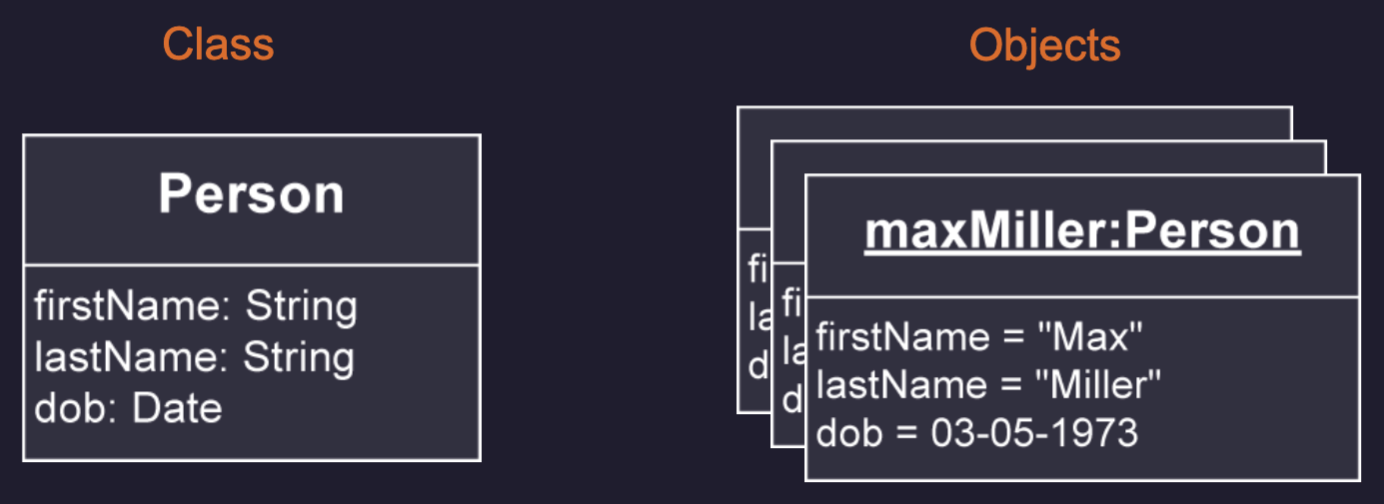 Class
Objects
Person
firstName: String
lastName: String
dob: Date
maxMiller:Person
firstName = "Max"
lastName = "Miller"
dob = 03-05-1973
fi
la
d
fi
la
d